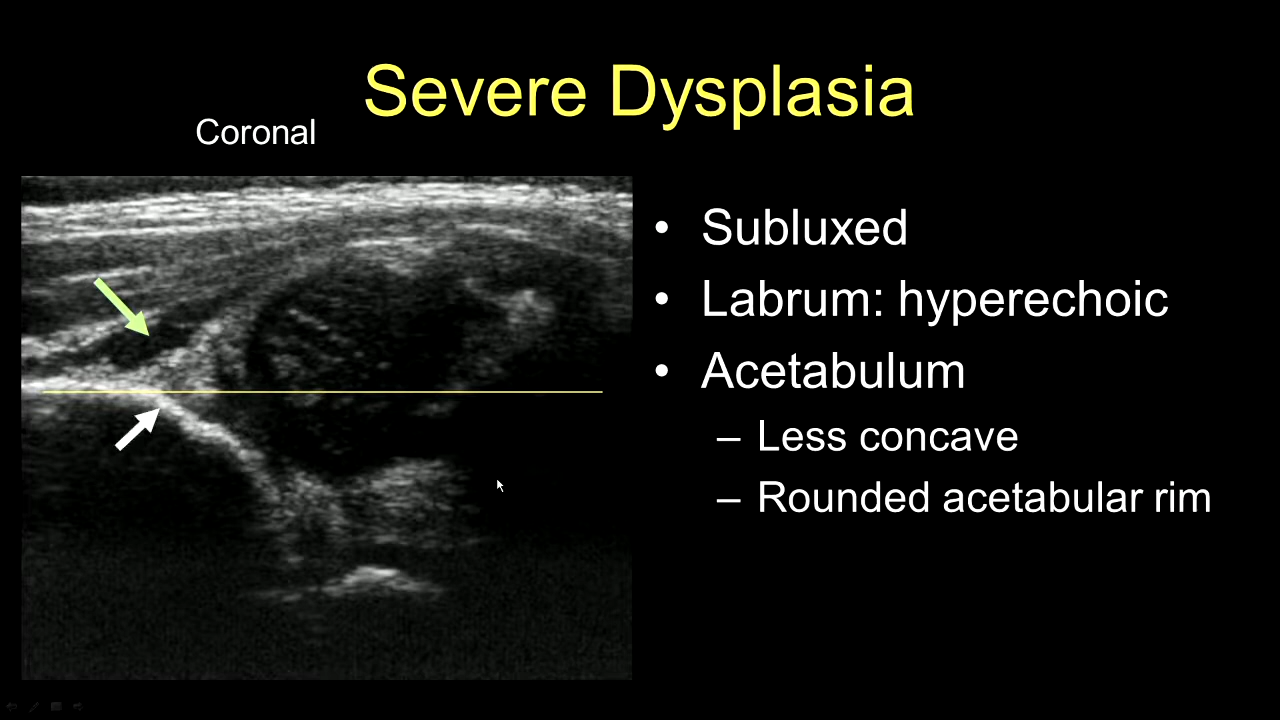 Severe Dysplasia
Coronal
• Subluxed
• Labrum: hyperechoic
• Acetabulum
– Less concave
– Rounded acetabular rim